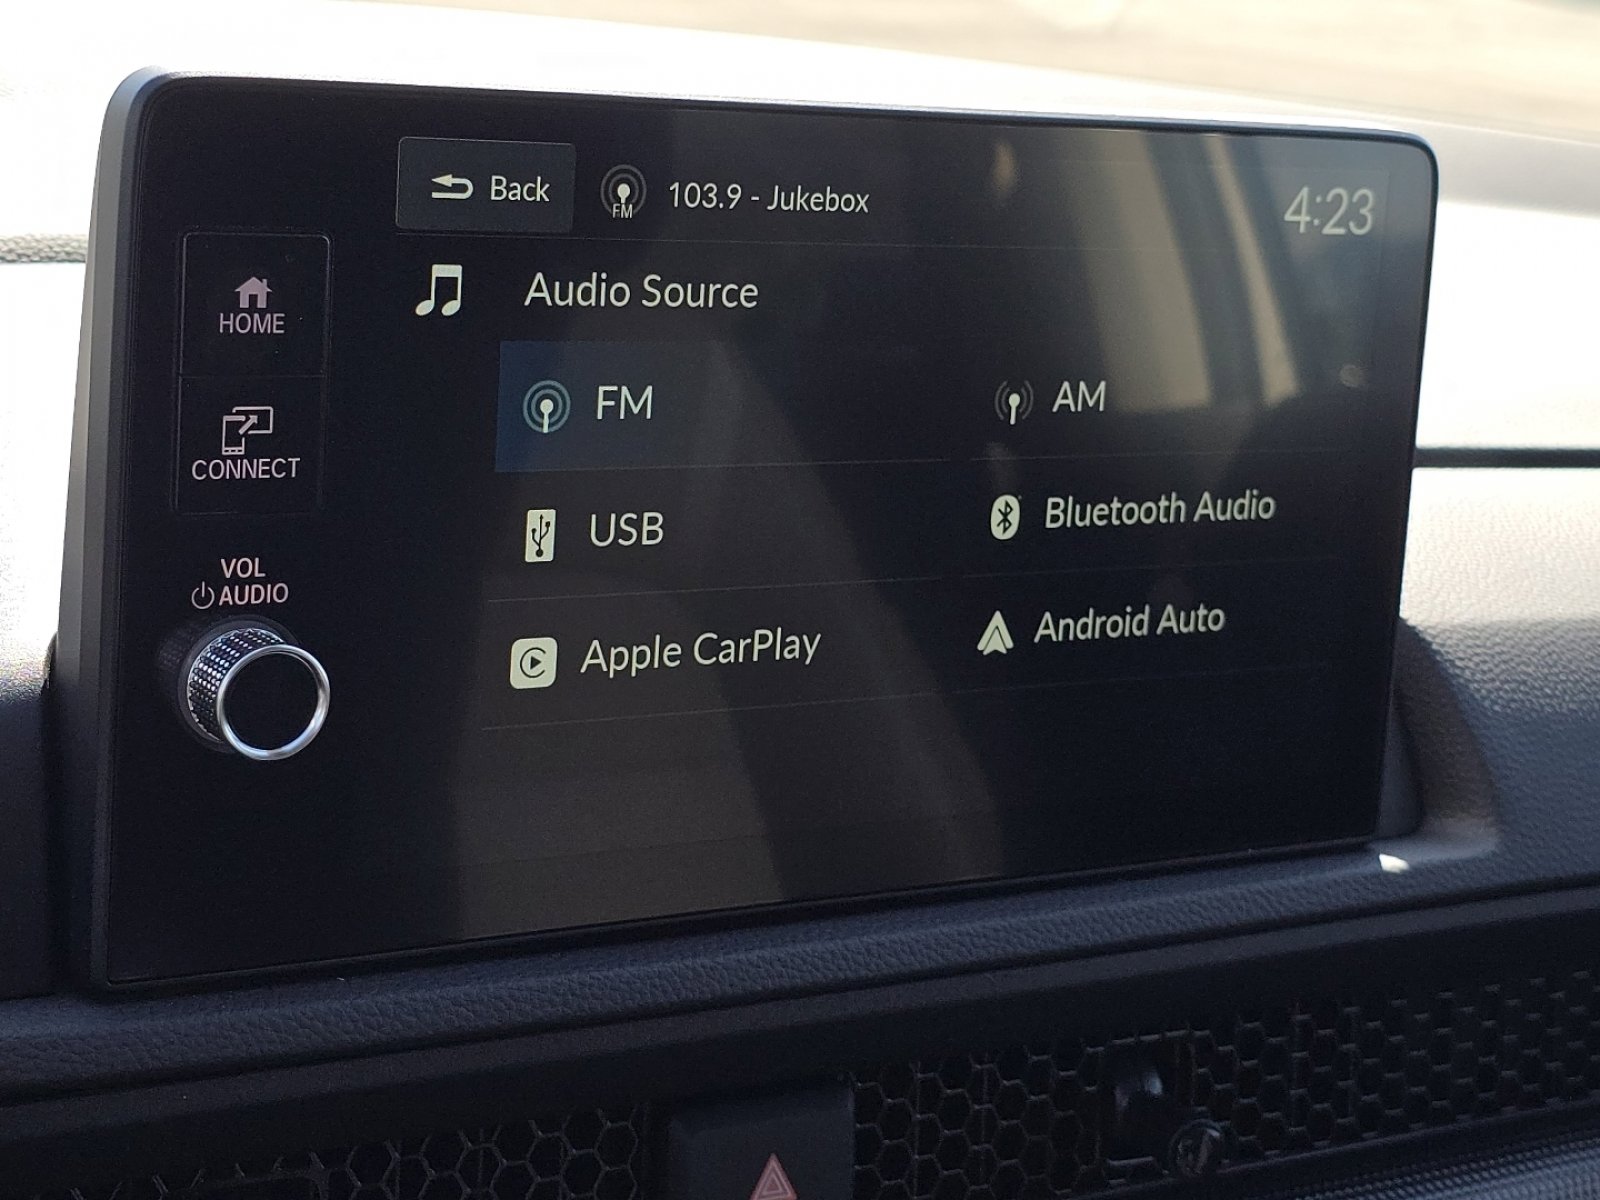 Back
FM
103.9 - Jukebox
4:23
HOME
CONNECT
VOL
AUDIO
Audio Source
FM
AM
USB
Bluetooth Audio
Apple CarPlay
Android Auto